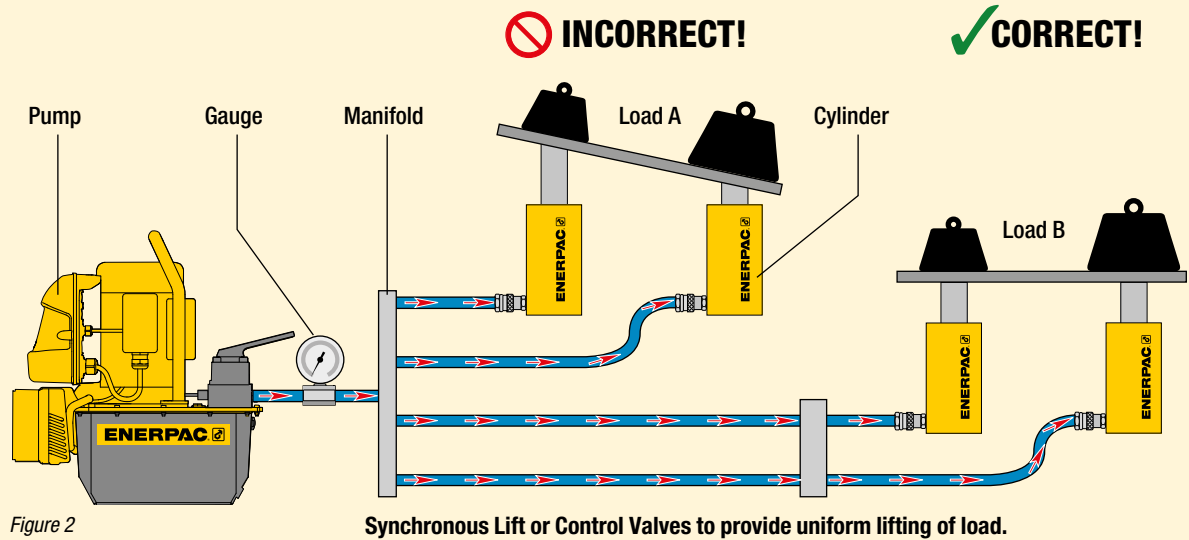 INCORRECT!
CORRECT!
Pump
Gauge
Manifold
Load A
Cylinder
Load B
ENERPAC
ENERPAC
ENERPAC
ENERPAC
ENERPAC
Figure 2
Synchronous Lift or Control Valves to provide uniform lifting of load.